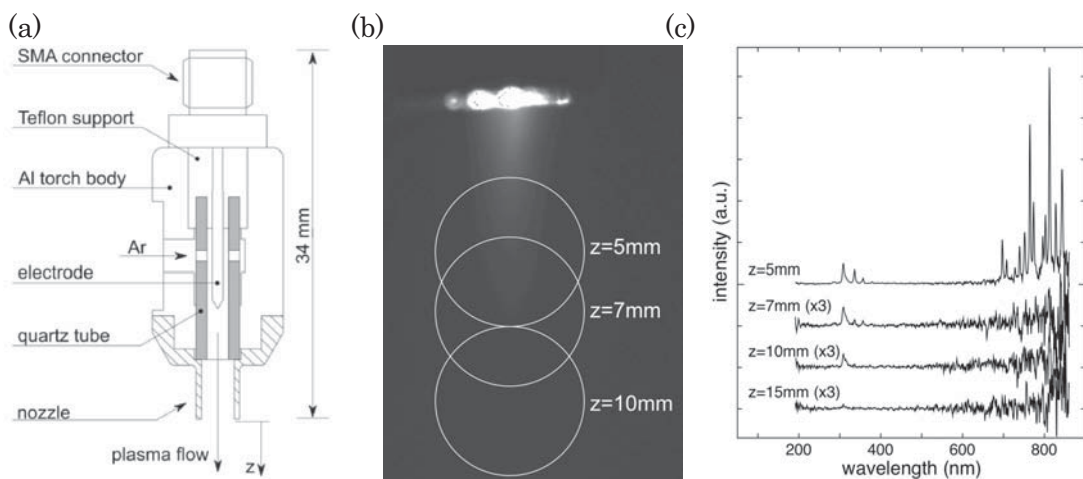 (a)
SMA connector
Teflon support
Al torch body
Ar
electrode
quartz tube
nozzle
plasma flow
z
34 mm
(b)
z=5mm
z=7mm
z=10mm
(c)
intensity (a.u.)
z=5mm
z=7mm (x3)
z=10mm (x3)
z=15mm (x3)
200 400 600 800
wavelength (nm)